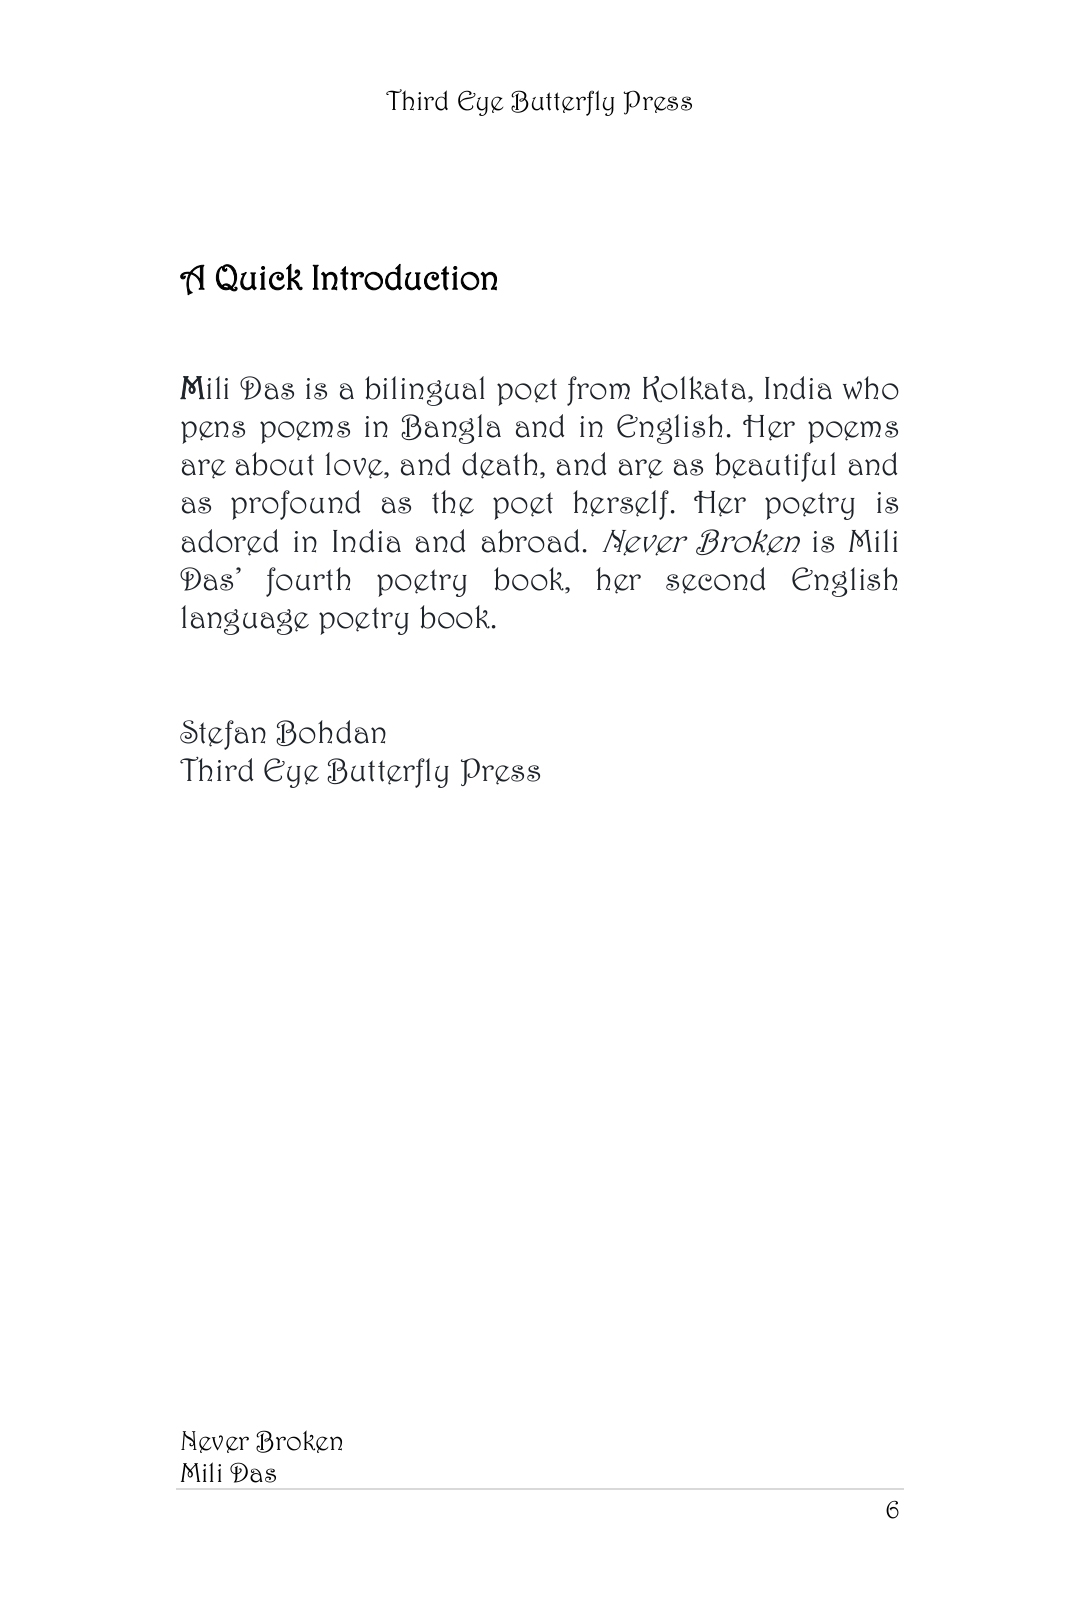 Third Eye Butterfly Press
A Quick Introduction
Mili Das is a bilingual poet from Kolkata, India who
pens poems in Bangla and in English. Her poems
are about love, and death, and are as beautiful and
as profound as the poet herself. Her poetry is
adored in India and abroad. Never Broken is Mili
Das’ fourth poetry book, her second English
language poetry book.
Stefan Bohdan
Third Eye Butterfly Press
Never Broken
Mili Das
6